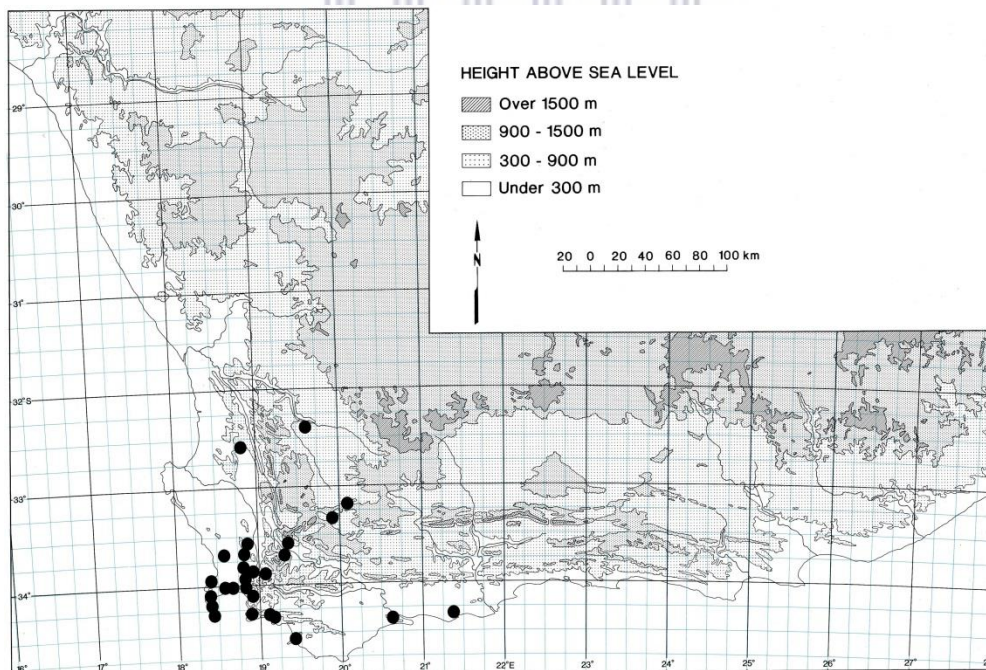 HEIGHT ABOVE SEA LEVEL
Over 1500 m
900 - 1500 m
300 - 900 m
Under 300 m
N
20 0 20 40 60 80 100 km
29°
30°
31°
32°S
33°
34°
16°
17
18
19
20
21
22°E
23
24
25
26
27